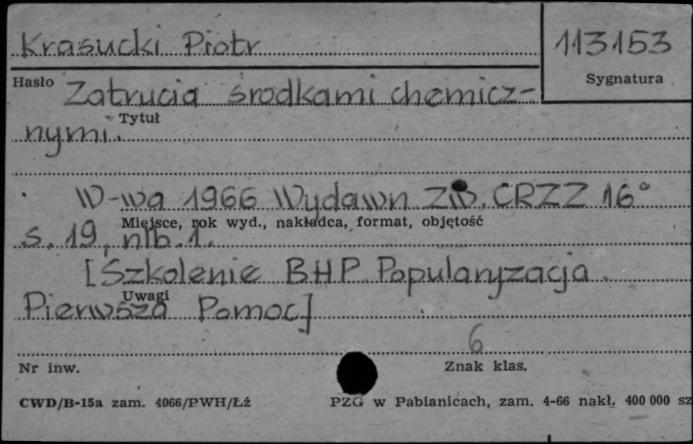 Krasucki Piotr
113153
Hasło
Sygnatura
Zatrucia środkami chemicz-
Tytuł
nymi.
W-wa 1966 Wydawn ZW. CRZZ 16°
Miejsce, rok wyd., nakładca, format, objętość
s. 19, nlb. 1.
[Szkolenie BHP Popularyzacja.
Uwagi
Pierwsza Pomoc]
6
Nr inw.
Znak klas.
CWD/B-15a zam. 4066/PWH/Łź
PZG w Pabianicach, zam. 4-66 nakł. 400 000 sz